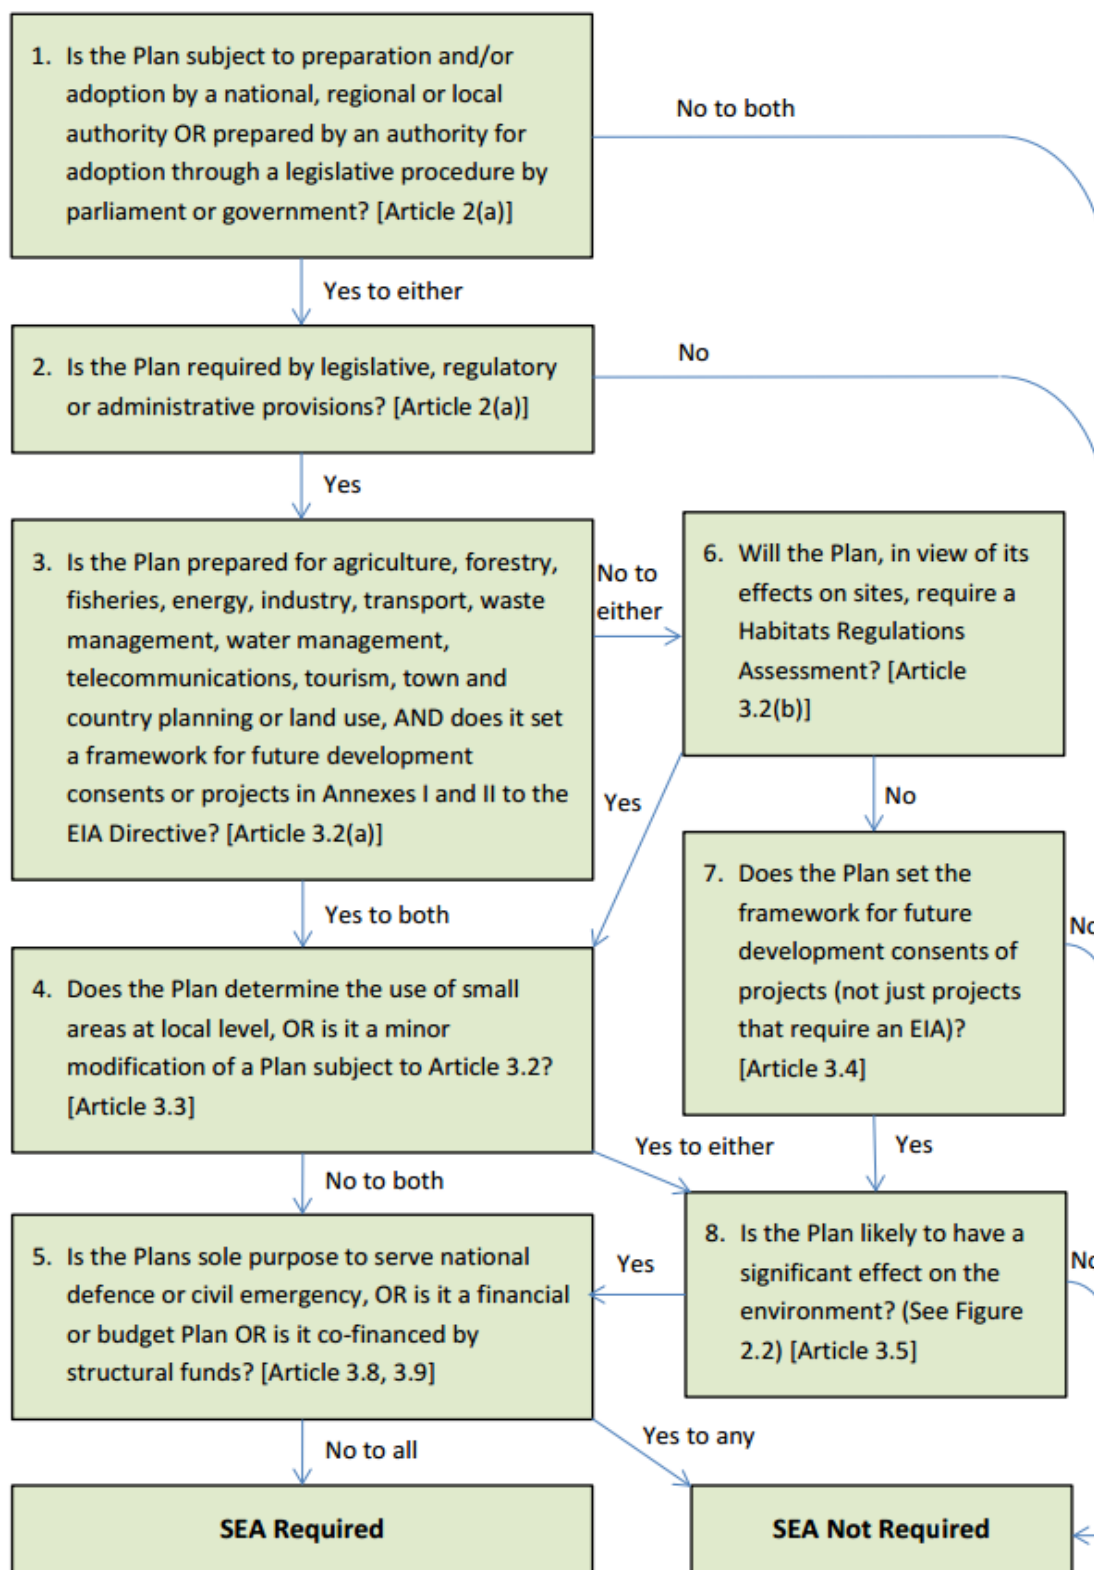 1. Is the Plan subject to preparation and/or
adoption by a national, regional or local
authority OR prepared by an authority for
adoption through a legislative procedure by
parliament or government? [Article 2(a)]
No to both
Yes to either
2. Is the Plan required by legislative, regulatory
or administrative provisions? [Article 2(a)]
No
Yes
3. Is the Plan prepared for agriculture, forestry,
fisheries, energy, industry, transport, waste
management, water management,
telecommunications, tourism, town and
country planning or land use, AND does it set
a framework for future development
consents or projects in Annexes I and II to the
EIA Directive? [Article 3.2(a)]
No to
either
6. Will the Plan, in view of its
effects on sites, require a
Habitats Regulations
Assessment? [Article
3.2(b)]
Yes
No
Yes to both
7. Does the Plan set the
framework for future
development consents of
projects (not just projects
that require an EIA)?
[Article 3.4]
No
4. Does the Plan determine the use of small
areas at local level, OR is it a minor
modification of a Plan subject to Article 3.2?
[Article 3.3]
Yes to either
Yes
No to both
5. Is the Plans sole purpose to serve national
defence or civil emergency, OR is it a financial
or budget Plan OR is it co-financed by
structural funds? [Article 3.8, 3.9]
Yes
8. Is the Plan likely to have a
significant effect on the
environment? (See Figure
2.2) [Article 3.5]
No
No to all
Yes to any
SEA Required
SEA Not Required